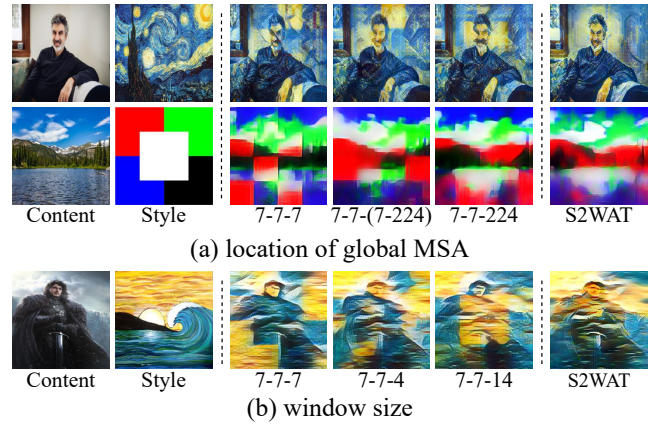 Content Style 7-7-7 7-7-(7-224) 7-7-224 S2WAT
(a) location of global MSA
Content Style 7-7-7 7-7-4 7-7-14 S2WAT
(b) window size